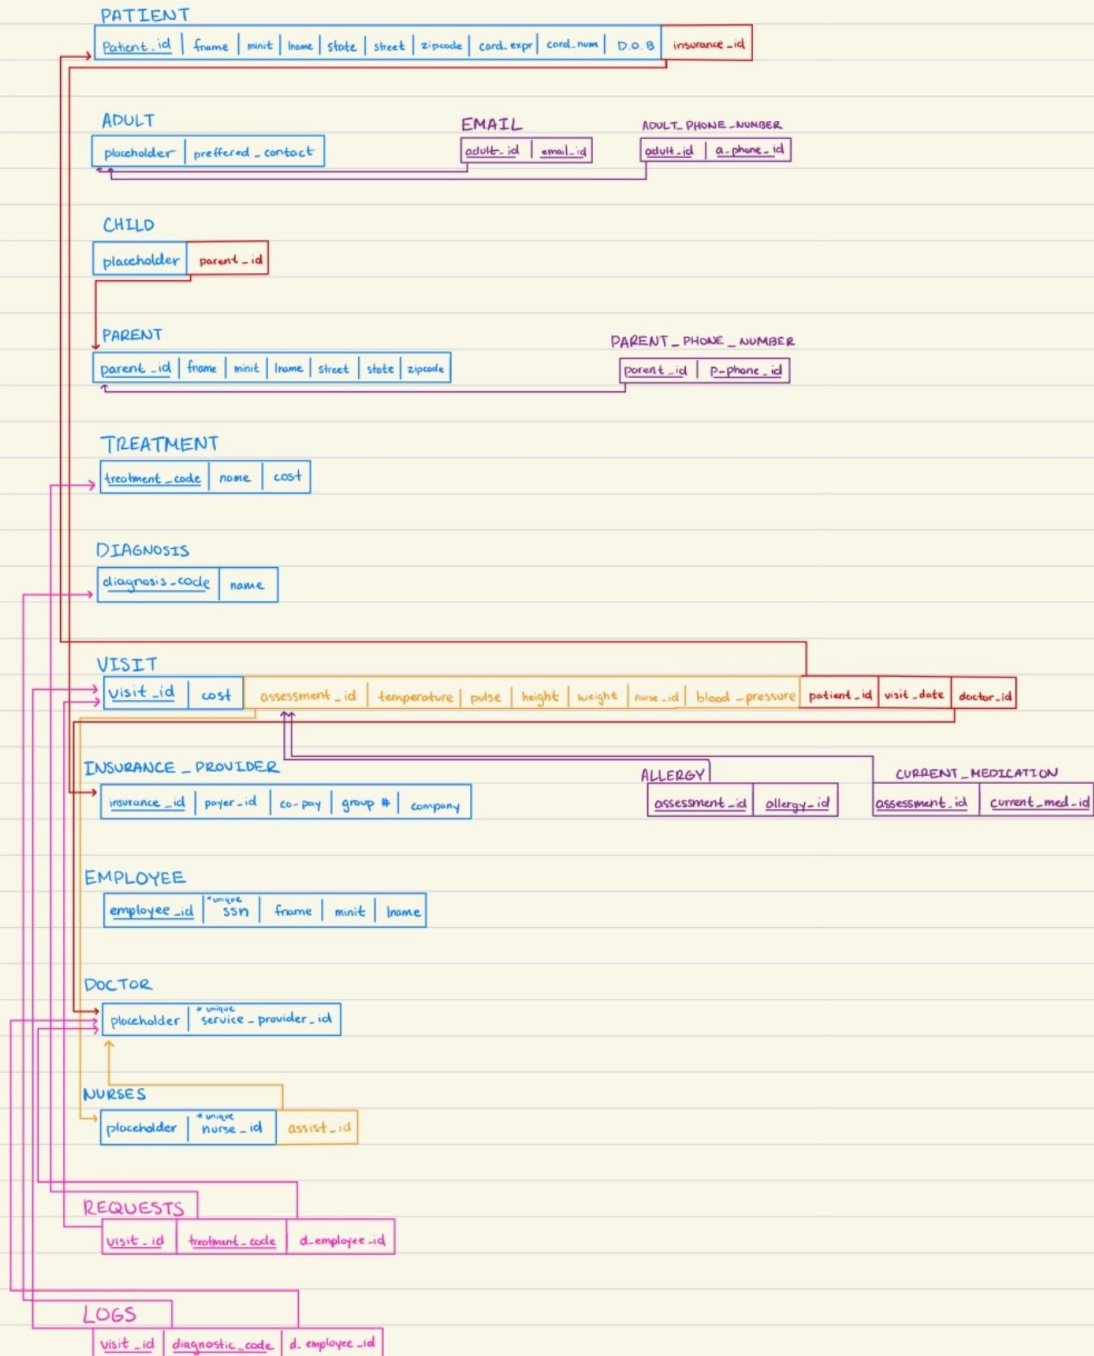 PATIENT
Patient_id | fname | minit | lname | state | street | zipcode | card_expr | card_num | D.O.B | insurance_id
ADULT
placeholder | preffered_contact
EMAIL
adult_id | email_id
ADULT_PHONE_NUMBER
adult_id | a_phone_id
CHILD
placeholder | parent_id
PARENT
parent_id | fname | minit | lname | street | state | zipcode
PARENT_PHONE_NUMBER
parent_id | p-phone_id
TREATMENT
treatment_code | name | cost
DIAGNOSIS
diagnosis_code | name
VISIT
visit_id | cost | assessment_id | temperature | pulse | height | weight | nurse_id | blood_pressure | patient_id | visit_date | doctor_id
INSURANCE_PROVIDER
insurance_id | payer_id | co-pay | group # | company
ALLERGY
assessment_id | allergy_id
CURRENT_MEDICATION
assessment_id | current_med_id
EMPLOYEE
employee_id | *unique ssn | fname | minit | lname
DOCTOR
placeholder | *unique service_provider_id
NURSES
placeholder | *unique nurse_id | assist_id
REQUESTS
visit_id | treatment_code | d_employee_id
LOGS
visit_id | diagnostic_code | d_employee_id